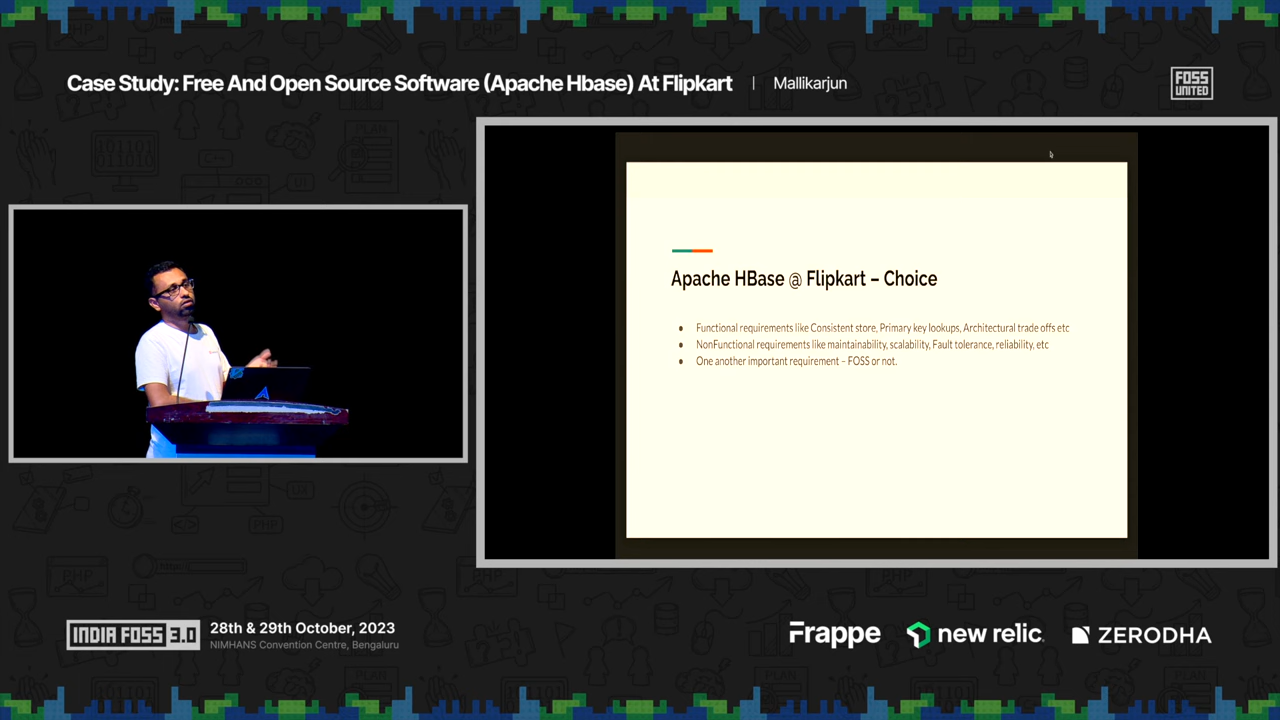 Case Study: Free And Open Source Software (Apache Hbase) At Flipkart | Mallikarjun
FOSS
UNITED
Apache HBase @ Flipkart – Choice
● Functional requirements like Consistent store, Primary key lookups, Architectural trade offs etc
● NonFunctional requirements like maintainability, scalability, Fault tolerance, reliability, etc
● One another important requirement – FOSS or not.
INDIA FOSS 3.0
28th & 29th October, 2023
NIMHANS Convention Centre, Bengaluru
Frappe
new relic
ZERODHA